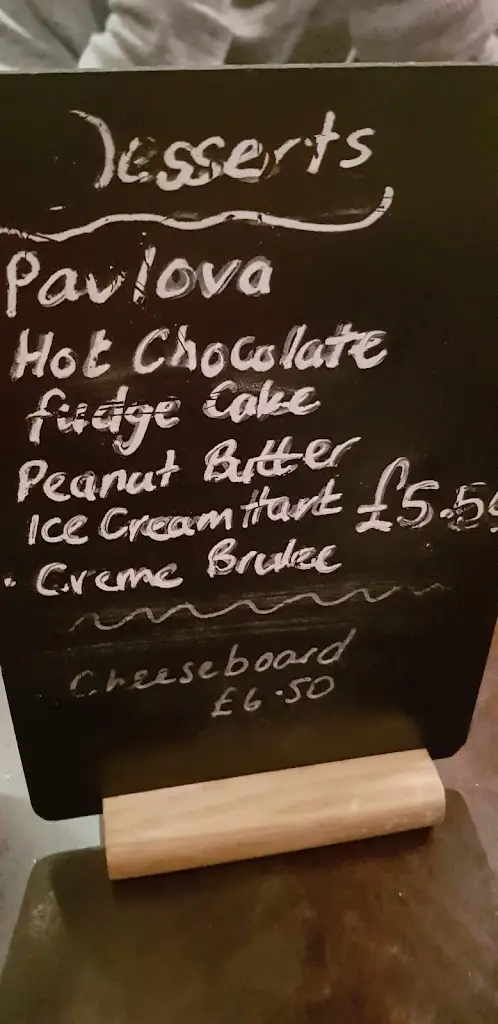 Desserts
Pavlova
Hot Chocolate
fudge Cake
Peanut Butter
Ice Cream tart £5.5
. Creme Brulee
Cheeseboard
£6.50